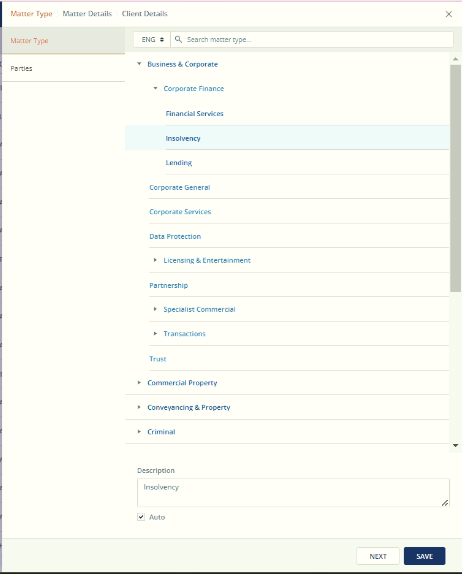 Matter Type Matter Details Client Details
Matter Type
Parties
ENG Search matter type...
Business & Corporate
Corporate Finance
Financial Services
Insolvency
Lending
Corporate General
Corporate Services
Data Protection
Licensing & Entertainment
Partnership
Specialist Commercial
Transactions
Trust
Commercial Property
Conveyancing & Property
Criminal
Description
Insolvency
Auto
NEXT SAVE